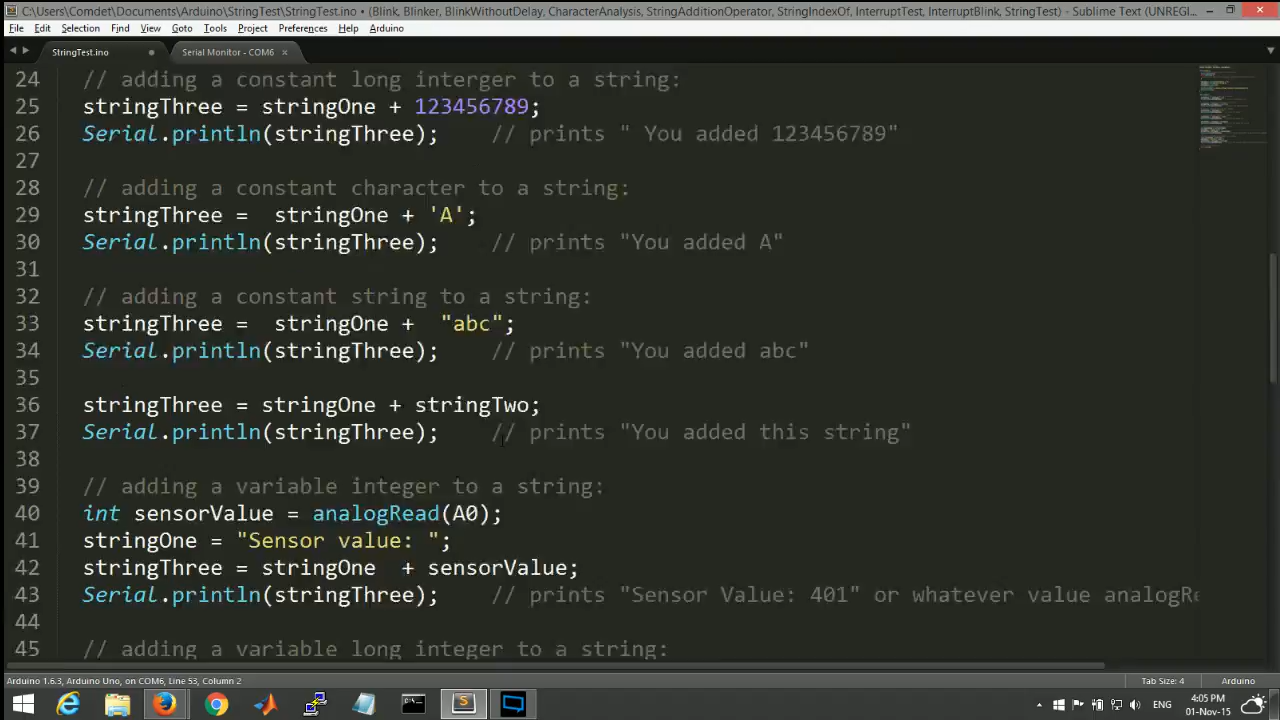 C:\Users\Comdet\Documents\Arduino\StringTest\StringTest.ino • (Blink, Blinker, BlinkWithoutDelay, CharacterAnalysis, StringAdditionOperator, StringIndexOf, InterruptTest, InterruptBlink, StringTest) - Sublime Text (UNREGI...
File Edit Selection Find View Goto Tools Project Preferences Help Arduino
StringTest.ino Serial Monitor - COM6
24 // adding a constant long interger to a string:
25 stringThree = stringOne + 123456789;
26 Serial.println(stringThree); // prints " You added 123456789"
27
28 // adding a constant character to a string:
29 stringThree =  stringOne + 'A';
30 Serial.println(stringThree); // prints "You added A"
31
32 // adding a constant string to a string:
33 stringThree =  stringOne +  "abc";
34 Serial.println(stringThree); // prints "You added abc"
35
36 stringThree = stringOne + stringTwo;
37 Serial.println(stringThree); // prints "You added this string"
38
39 // adding a variable integer to a string:
40 int sensorValue = analogRead(A0);
41 stringOne = "Sensor value: ";
42 stringThree = stringOne  + sensorValue;
43 Serial.println(stringThree); // prints "Sensor Value: 401" or whatever value analogRe
44
45 // adding a variable long integer to a string:
Arduino 1.6.3, Arduino Uno, on COM6, Line 53, Column 2 Tab Size: 4 Arduino
ENG 4:05 PM
01-Nov-15